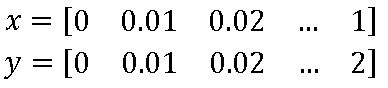 x = [0 0.01 0.02 ... 1]
y = [0 0.01 0.02 ... 2]